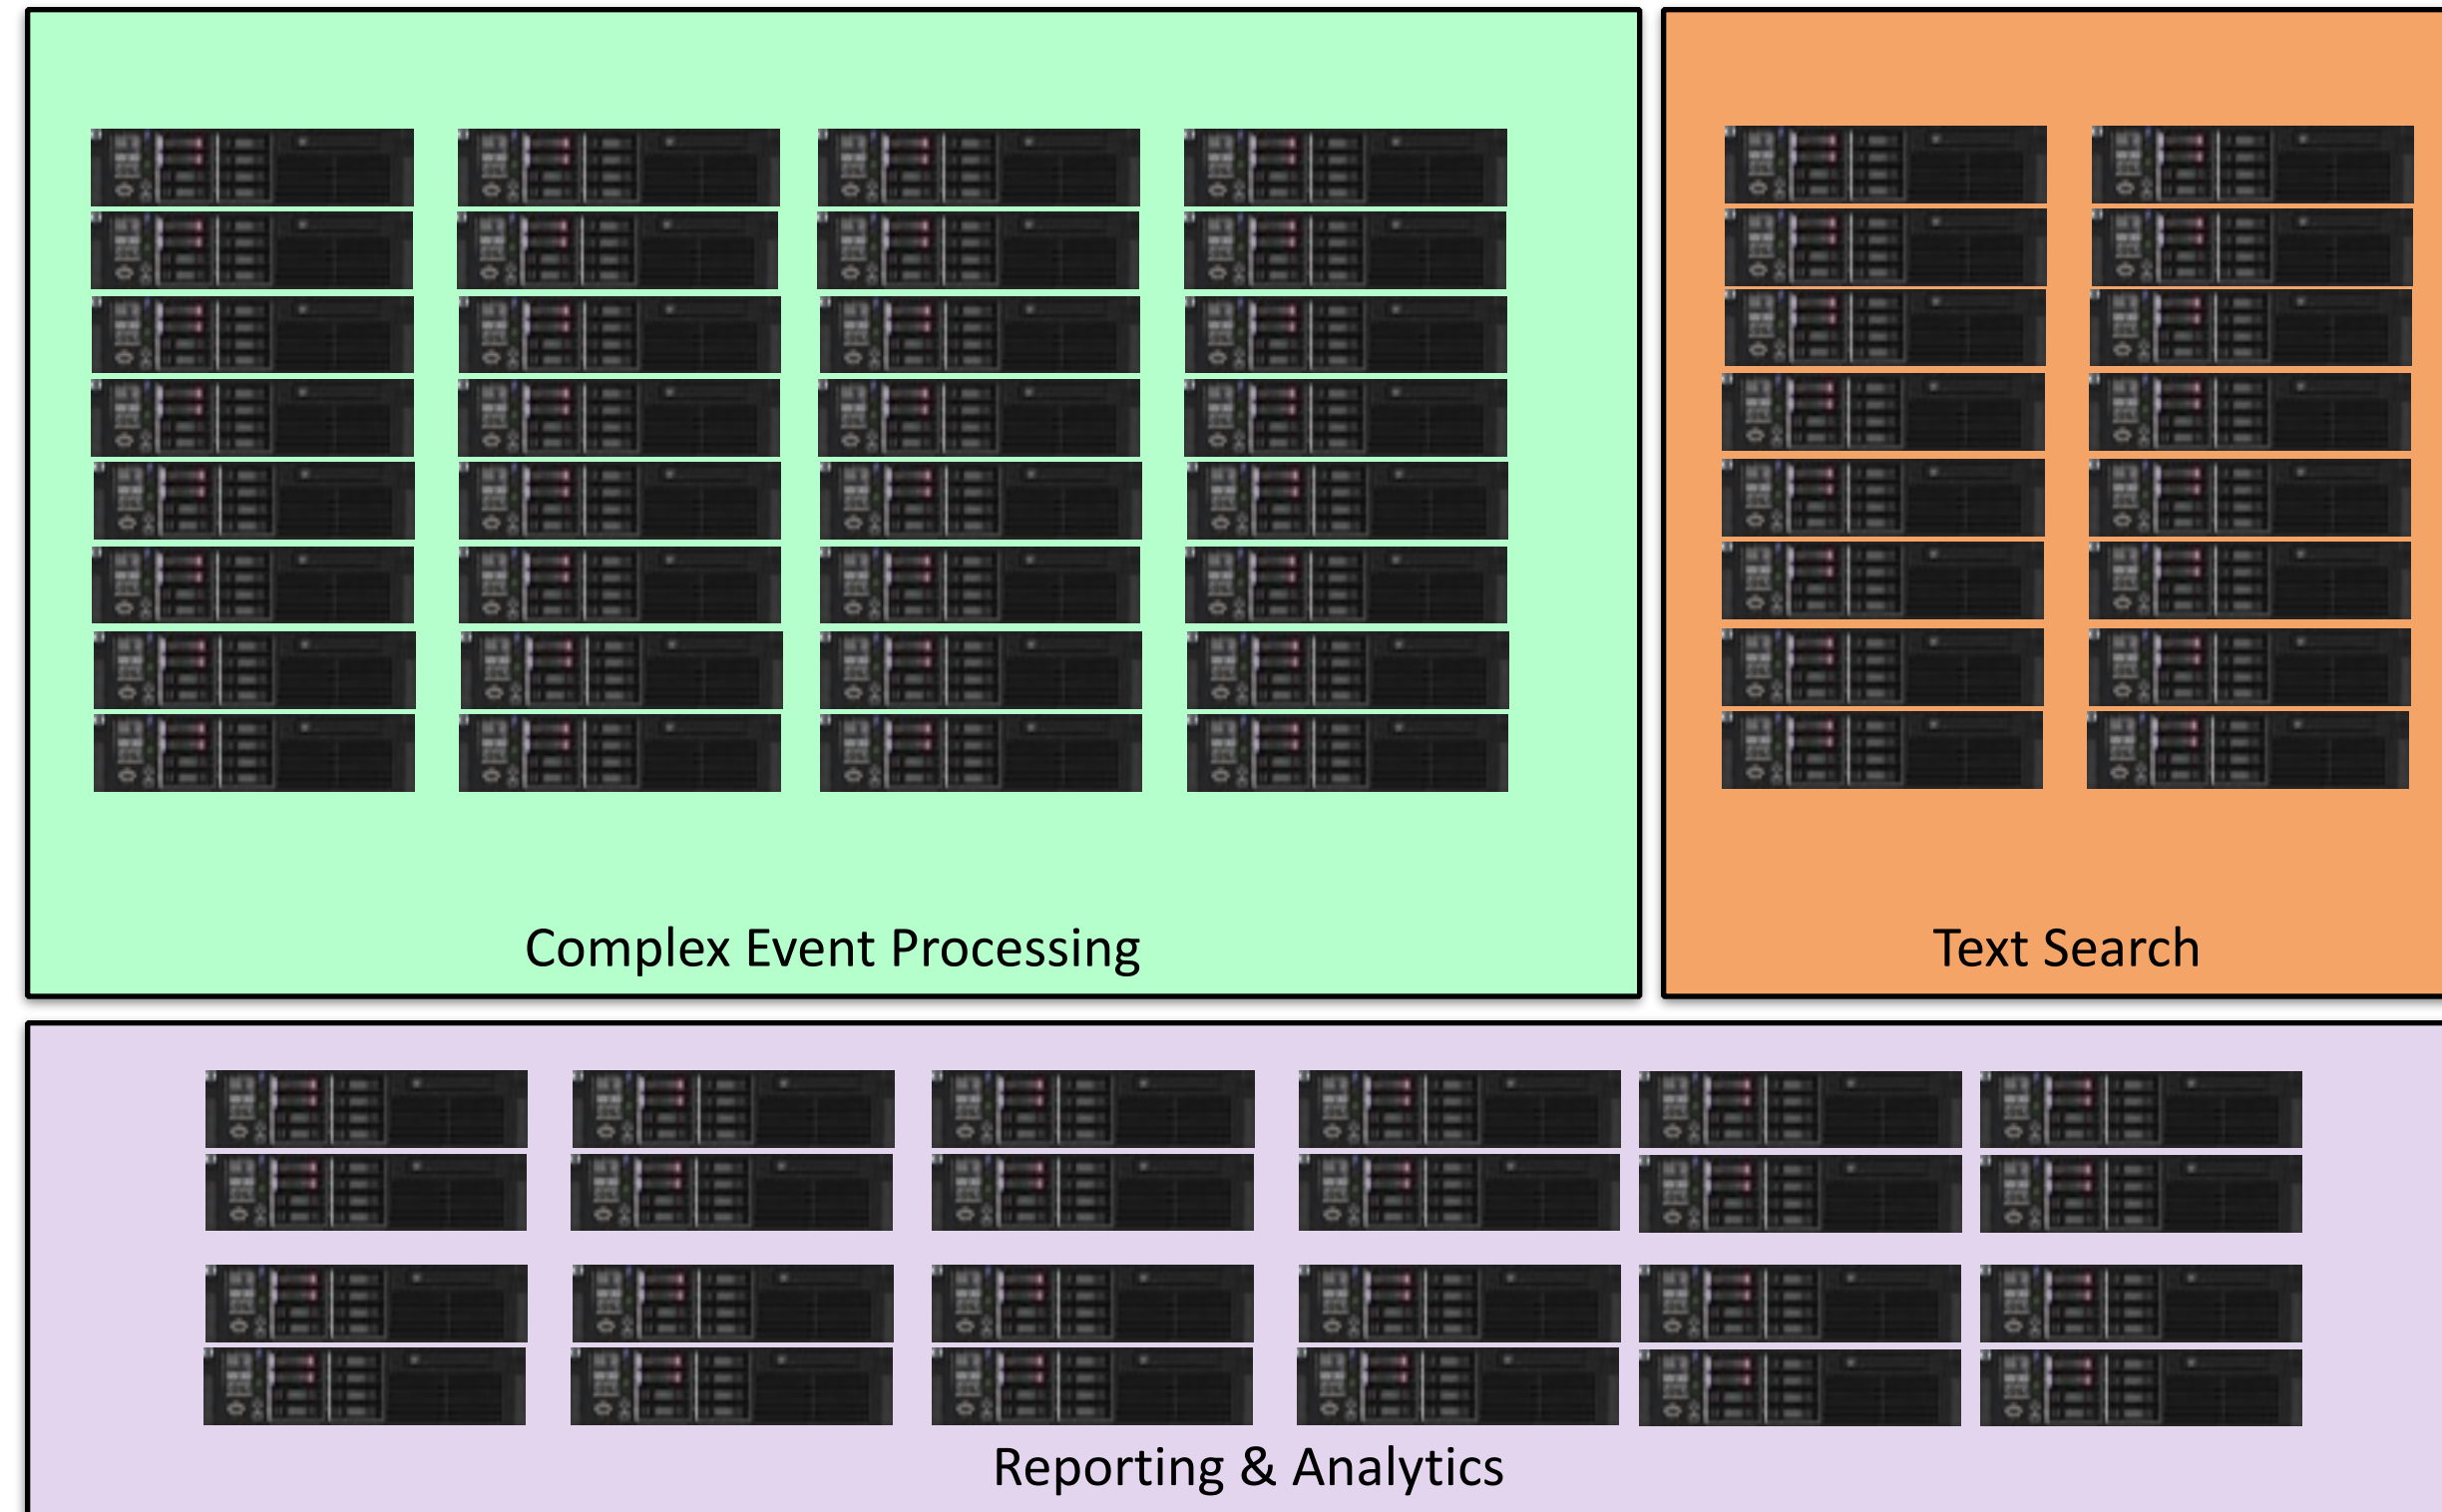 Complex Event Processing
Text Search
Reporting & Analytics